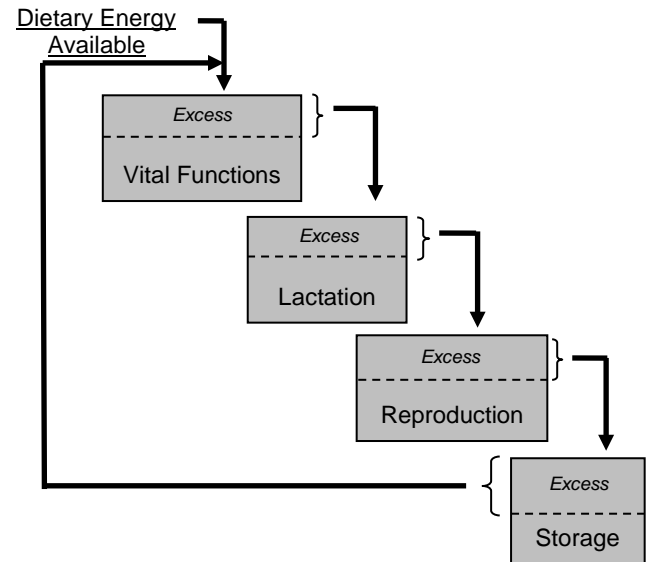 Dietary Energy
Available
Excess
Vital Functions
Excess
Lactation
Excess
Reproduction
Excess
Storage